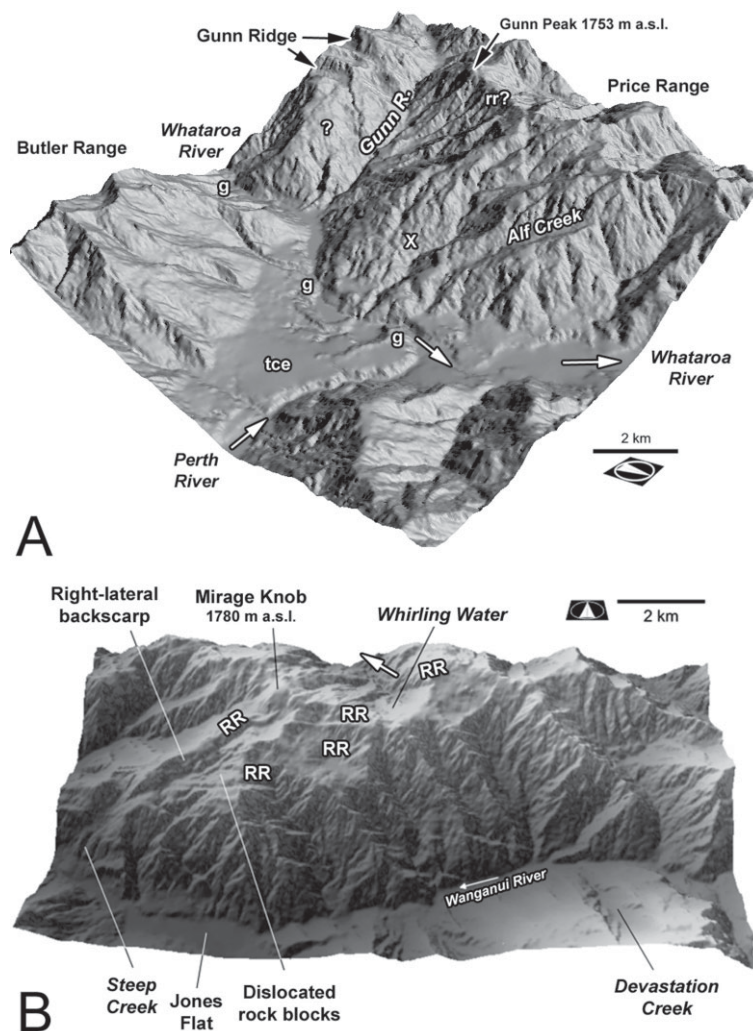 Gunn Peak 1753 m a.s.l.
Gunn Ridge
Price Range
rr?
Whataroa
River
?
Gunn R.
Butler Range
g
X
Alf Creek
g
g
tce
Whataroa
River
2 km
Perth
River
A
Right-lateral
backscarp
Mirage Knob
1780 m a.s.l.
Whirling Water
2 km
RR
RR
RR
RR
RR
Wanganui River
Steep
Creek
Jones
Flat
Dislocated
rock blocks
Devastation
Creek
B